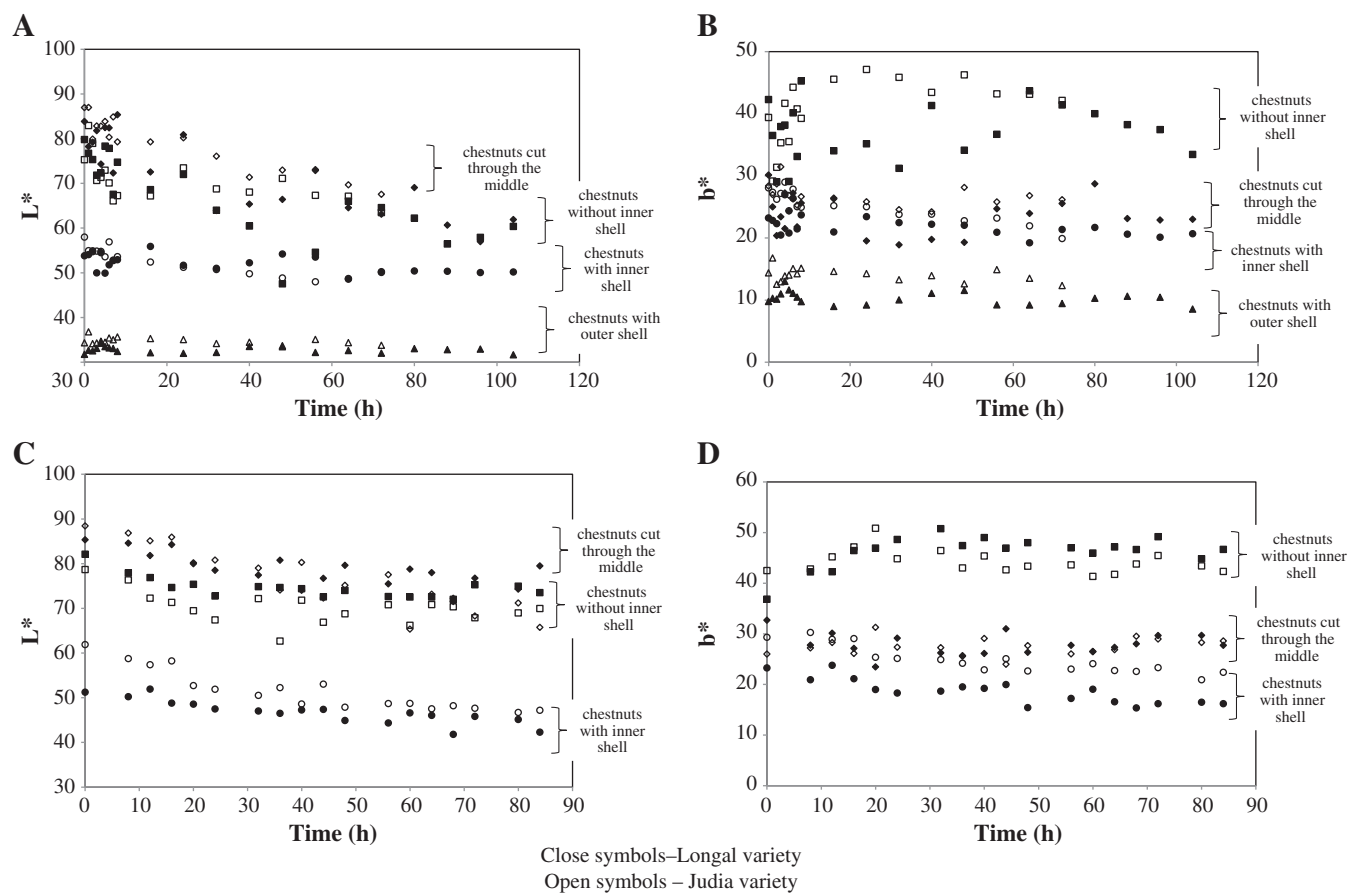 A
100
90
80
70
60
50
40
30
L*
0
20
40
60
80
100
120
Time (h)
chestnuts cut
through the
middle
chestnuts
without inner
shell
chestnuts
with inner
shell
chestnuts with
outer shell
B
50
40
30
20
10
0
b*
0
20
40
60
80
100
120
Time (h)
chestnuts
without inner
shell
chestnuts cut
through the
middle
chestnuts
with inner shell
chestnuts with
outer shell
C
100
90
80
70
60
50
40
30
L*
0
10
20
30
40
50
60
70
80
90
Time (h)
chestnuts cut
through the
middle
chestnuts
without inner
shell
chestnuts
with inner
shell
D
60
50
40
30
20
10
0
b*
0
10
20
30
40
50
60
70
80
90
Time (h)
chestnuts
without inner
shell
chestnuts cut
through the
middle
chestnuts
with inner
shell
Close symbols–Longal variety
Open symbols – Judia variety